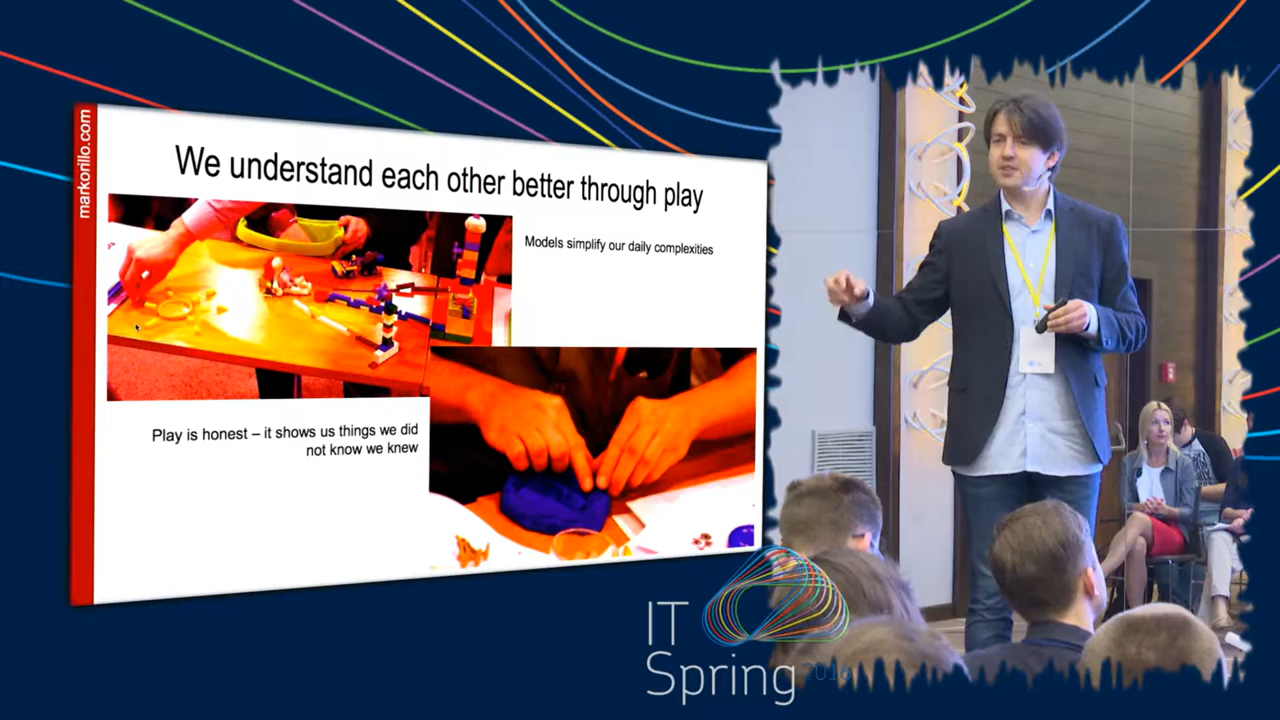 markorillo.com
We understand each other better through play
Models simplify our daily complexities
Play is honest – it shows us things we did
not know we knew
IT
Spring 2016